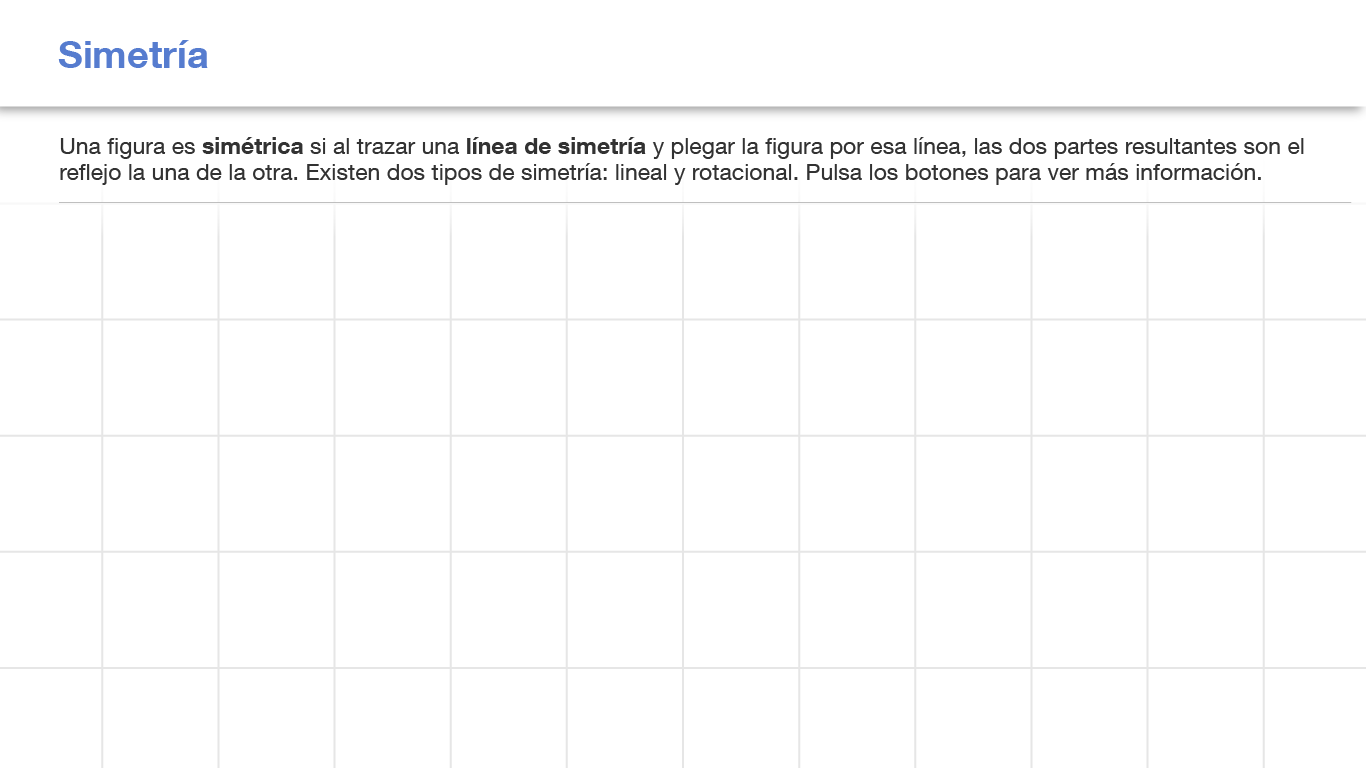 Simetría
Una figura es simétrica si al trazar una línea de simetría y plegar la figura por esa línea, las dos partes resultantes son el
reflejo la una de la otra. Existen dos tipos de simetría: lineal y rotacional. Pulsa los botones para ver más información.